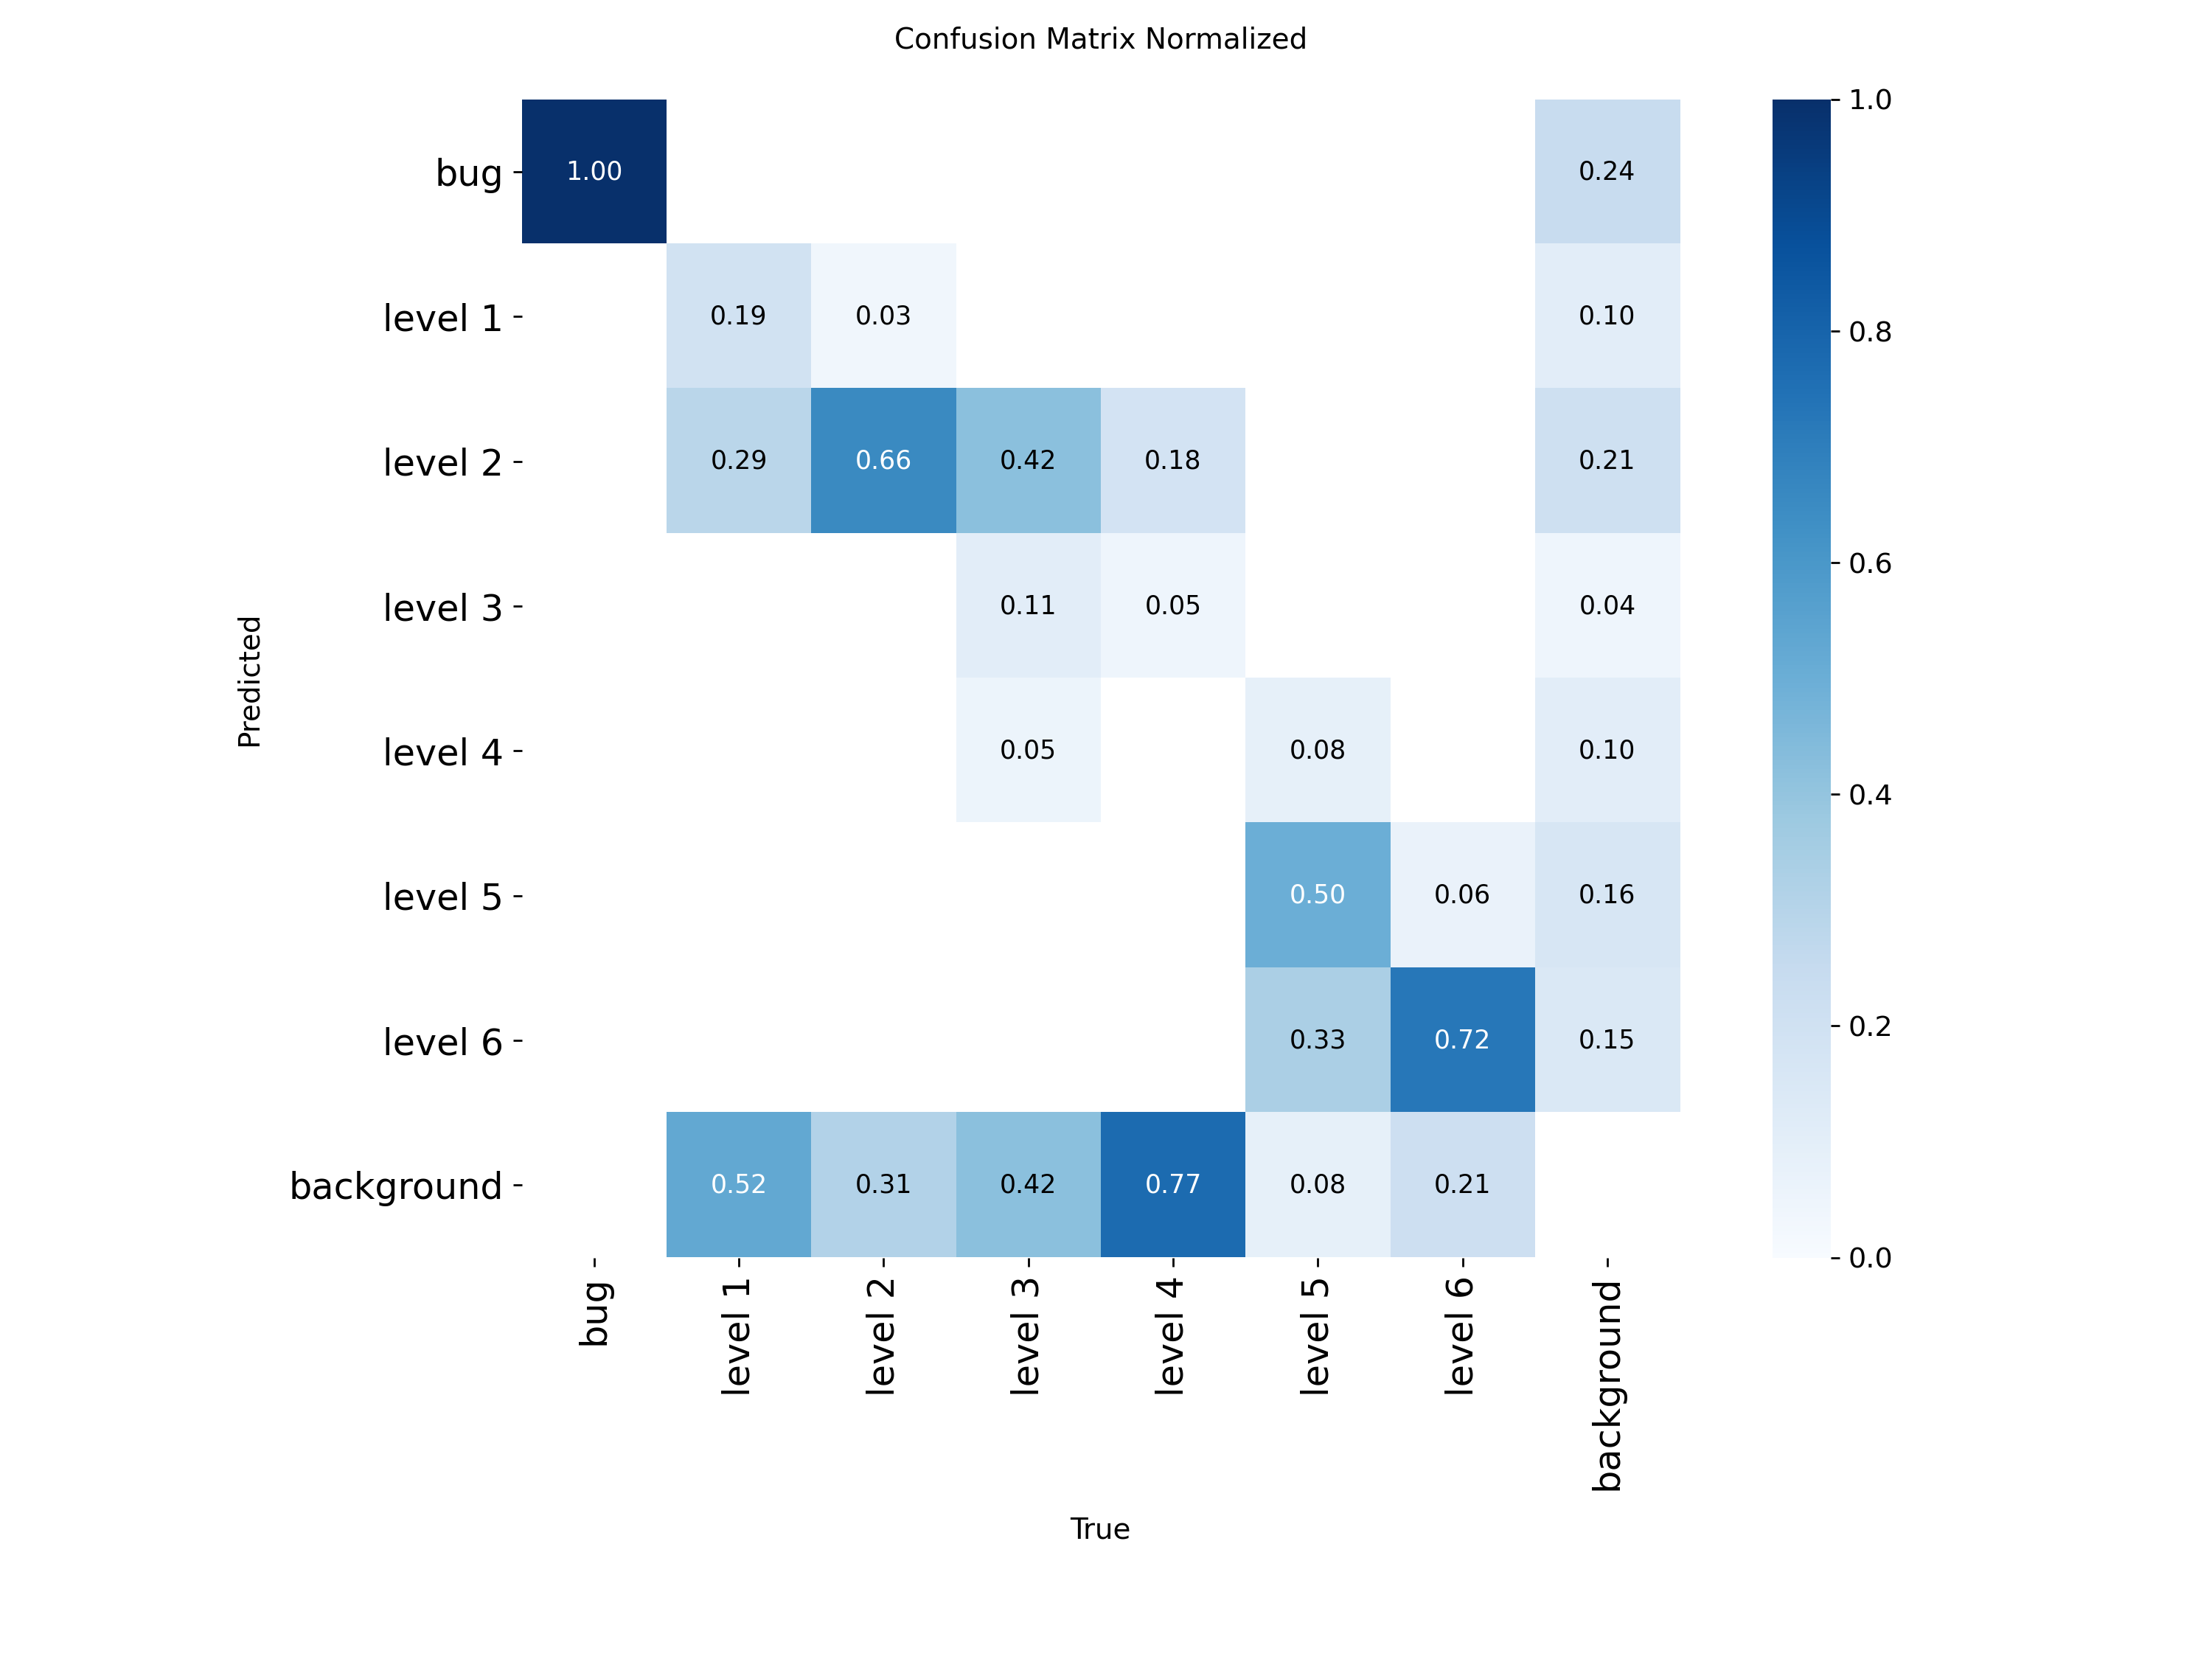 Confusion Matrix Normalized
bug
1.00
0.24
level 1
0.19
0.03
0.10
level 2
0.29
0.66
0.42
0.18
0.21
level 3
0.11
0.05
0.04
level 4
0.05
0.08
0.10
level 5
0.50
0.06
0.16
level 6
0.33
0.72
0.15
background
0.52
0.31
0.42
0.77
0.08
0.21
Predicted
bug
level 1
level 2
level 3
level 4
level 5
level 6
background
True
1.0
0.8
0.6
0.4
0.2
0.0